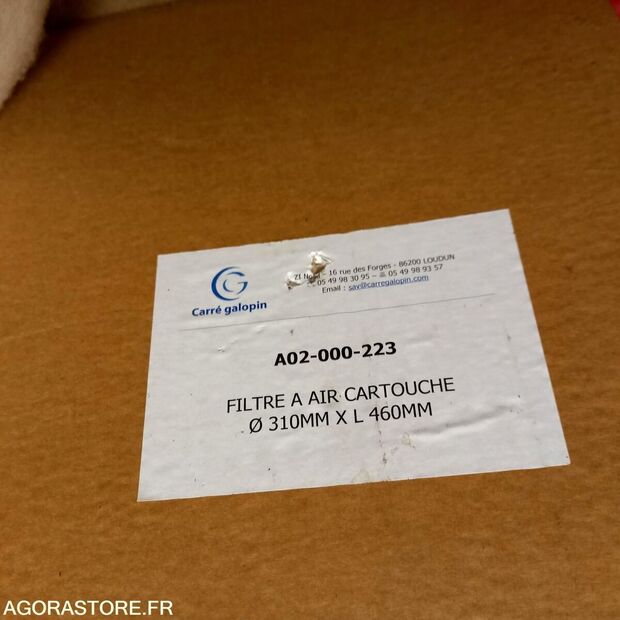 CG
Carré galopin
ZI Nord – 16 rue des Forges - 86200 LOUDUN
05 49 98 30 95 – 05 49 98 93 57
Email : sav@carregalopin.com
A02-000-223
FILTRE A AIR CARTOUCHE
Ø 310MM X L 460MM
AGORASTORE.FR